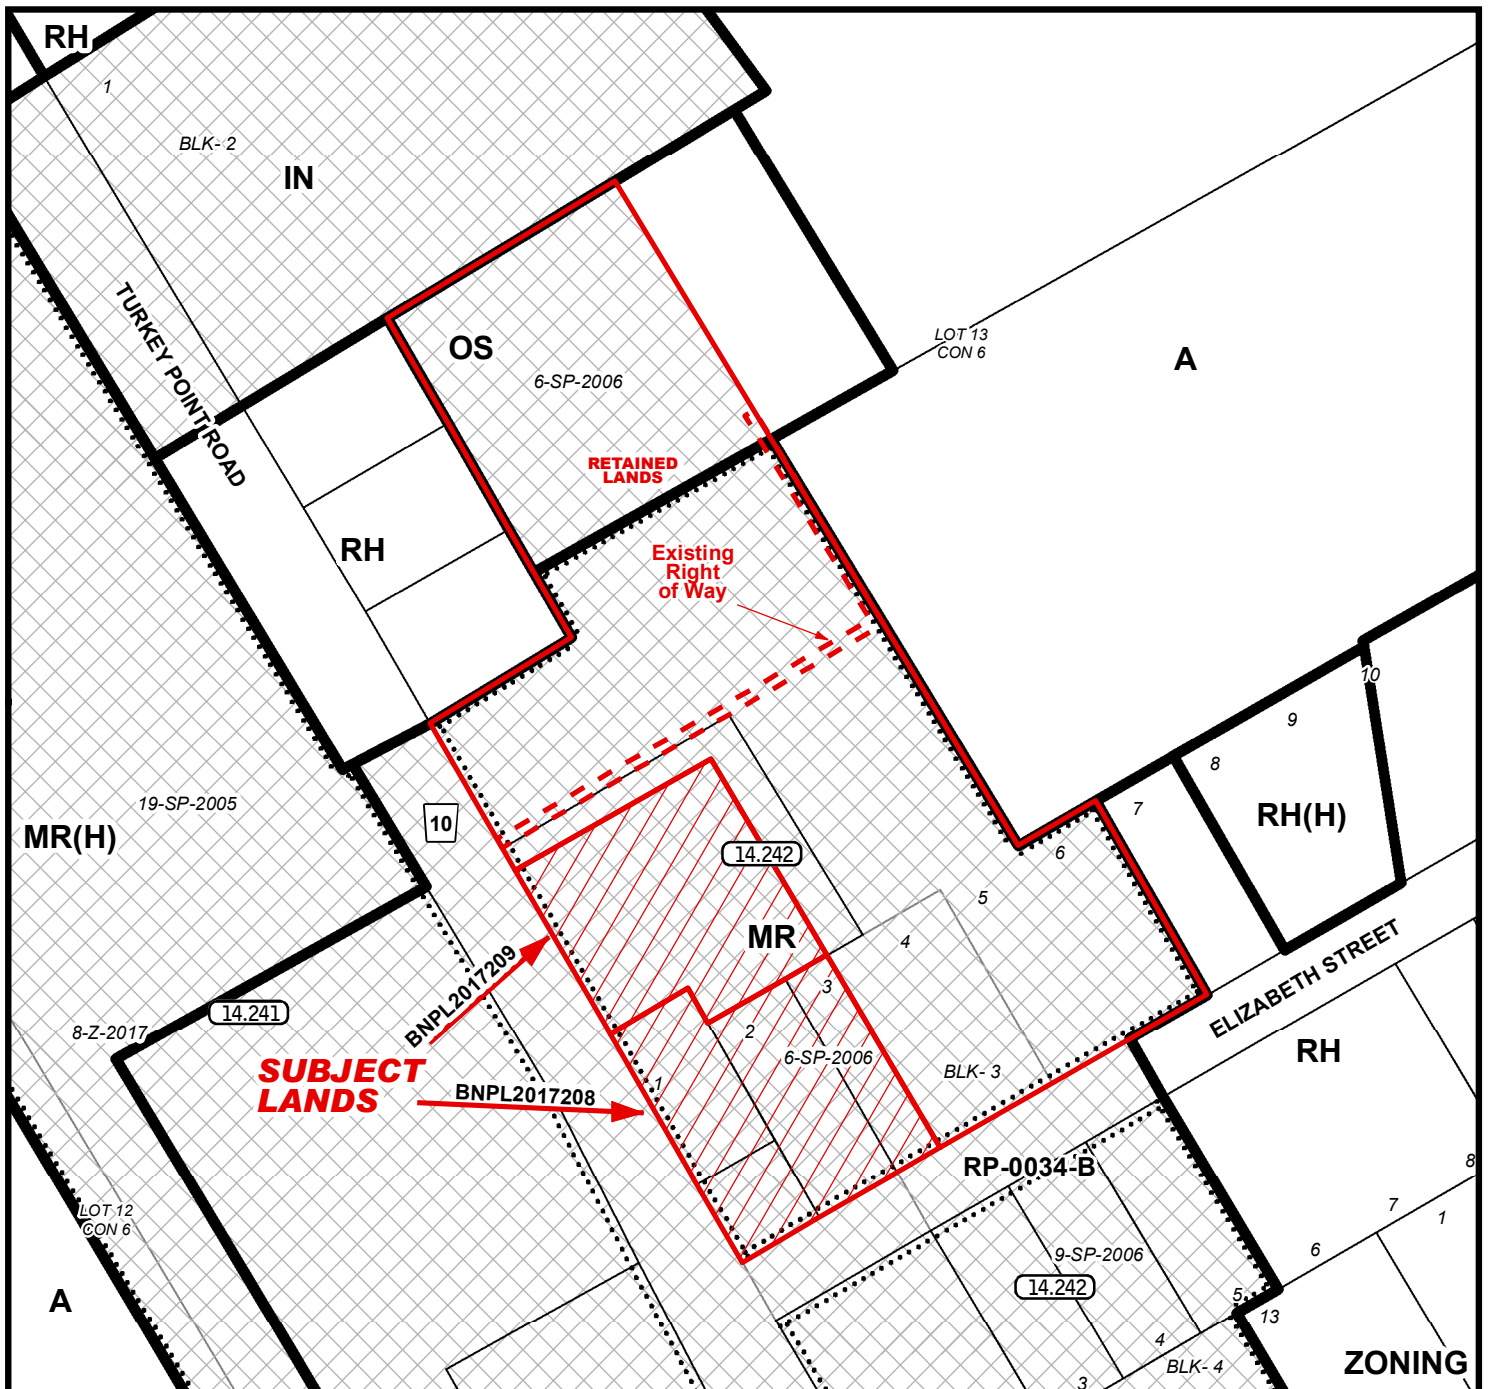 RH
1
BLK- 2
IN
TURKEY POINT ROAD
OS
6-SP-2006
RETAINED
LANDS
LOT 13
CON 6
A
RH
Existing
Right
of Way
10
9
8
7
RH(H)
6
5
19-SP-2005
MR(H)
10
14.242
MR
4
3
2
1
6-SP-2006
BLK- 3
ELIZABETH STREET
RH
BNPL2017209
14.241
8-Z-2017
SUBJECT
LANDS
BNPL2017208
RP-0034-B
8
7
1
6
LOT 12
CON 6
A
9-SP-2006
14.242
5
13
4
BLK- 4
3
ZONING